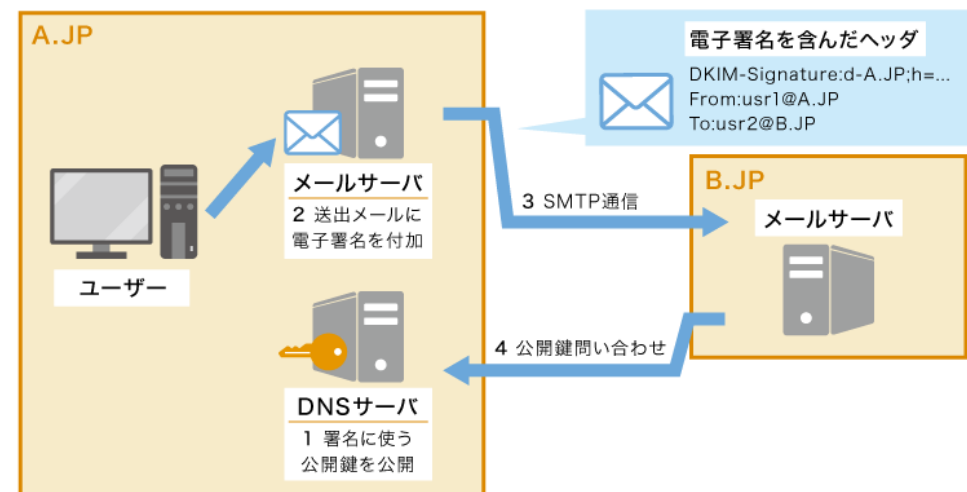 A.JP
メールサーバ
2 送出メールに
電子署名を付加
ユーザー
DNSサーバ
1 署名に使う
公開鍵を公開
電子署名を含んだヘッダ
DKIM-Signature:d-A.JP;h=...
From:usr1@A.JP
To:usr2@B.JP
3 SMTP通信
B.JP
メールサーバ
4 公開鍵問い合わせ